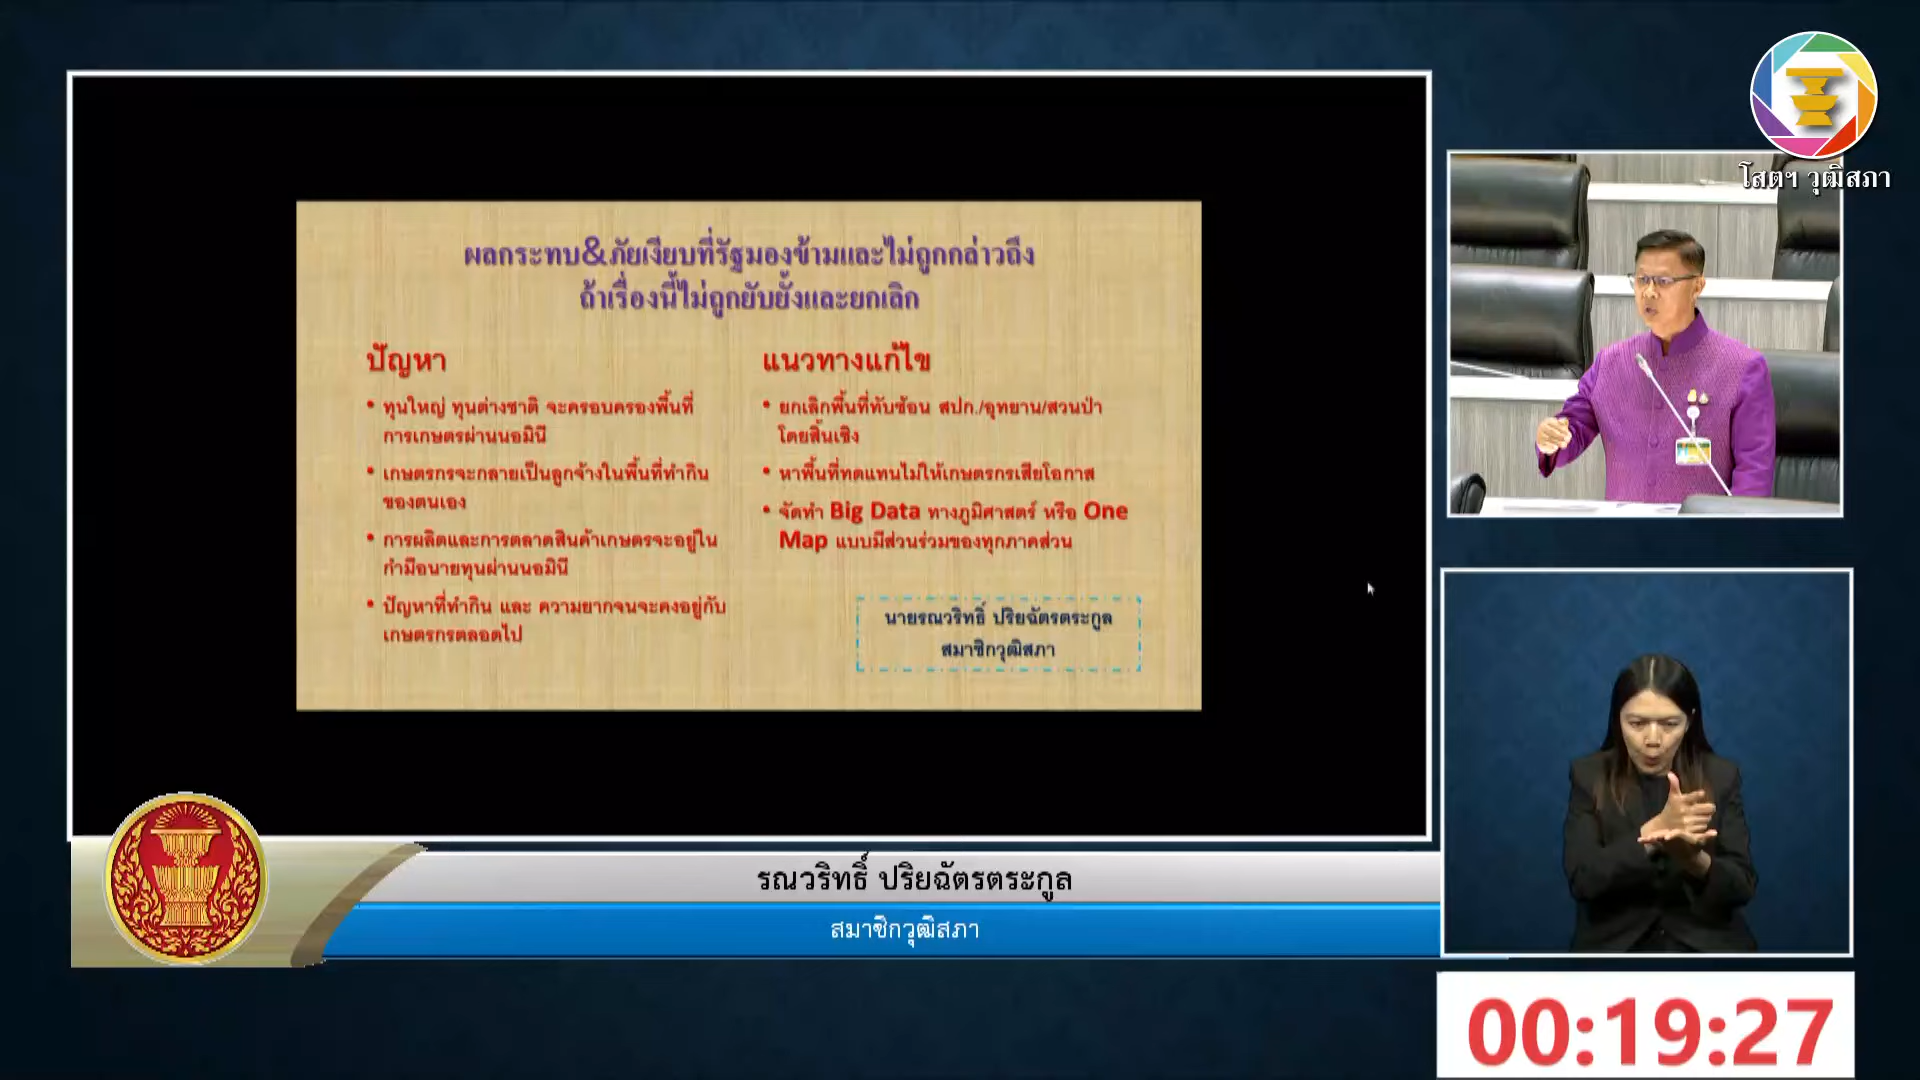 โสตฯ วุฒิสภา
ผลกระทบ&ภัยเงียบที่รัฐมองข้ามและไม่ถูกกล่าวถึง
ถ้าเรื่องนี้ไม่ถูกยับยั้งและยกเลิก
ปัญหา
• ทุนใหญ่ ทุนต่างชาติ จะครอบครองพื้นที่
การเกษตรผ่านนอมินี
• เกษตรกรจะกลายเป็นลูกจ้างในพื้นที่ทำกิน
ของตนเอง
• การผลิตและการตลาดสินค้าเกษตรจะอยู่ใน
กำมือนายทุนผ่านนอมินี
• ปัญหาที่ทำกิน และ ความยากจนจะคงอยู่กับ
เกษตรกรตลอดไป
แนวทางแก้ไข
• ยกเลิกพื้นที่ทับซ้อน สปก./อุทยาน/สวนป่า
โดยสิ้นเชิง
• หาพื้นที่ทดแทนไม่ให้เกษตรกรเสียโอกาส
• จัดทำ Big Data ทางภูมิศาสตร์ หรือ One
Map แบบมีส่วนร่วมของทุกภาคส่วน
นายรณวริทธิ์ ปริยฉัตรตระกูล
สมาชิกวุฒิสภา
รณวริทธิ์ ปริยฉัตรตระกูล
สมาชิกวุฒิสภา
00:19:27